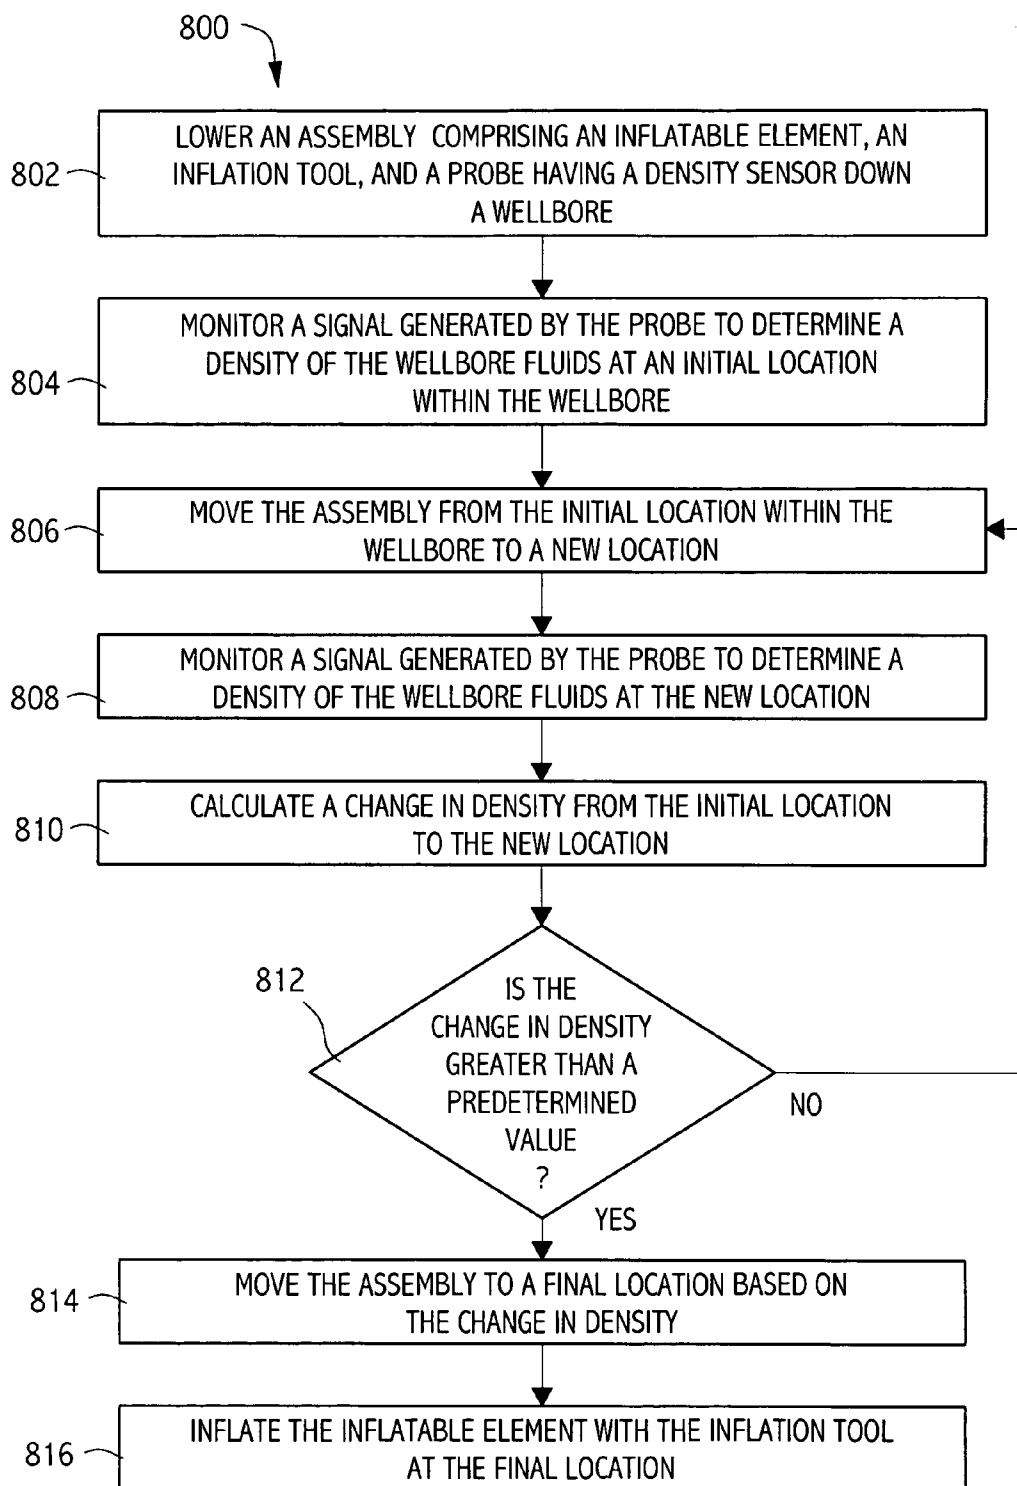 800
LOWER AN ASSEMBLY COMPRISING AN INFLATABLE ELEMENT, AN
INFLATION TOOL, AND A PROBE HAVING A DENSITY SENSOR DOWN
A WELLBORE
802
MONITOR A SIGNAL GENERATED BY THE PROBE TO DETERMINE A
DENSITY OF THE WELLBORE FLUIDS AT AN INITIAL LOCATION
WITHIN THE WELLBORE
804
MOVE THE ASSEMBLY FROM THE INITIAL LOCATION WITHIN THE
WELLBORE TO A NEW LOCATION
806
MONITOR A SIGNAL GENERATED BY THE PROBE TO DETERMINE A
DENSITY OF THE WELLBORE FLUIDS AT THE NEW LOCATION
808
CALCULATE A CHANGE IN DENSITY FROM THE INITIAL LOCATION
TO THE NEW LOCATION
810
812
IS THE
CHANGE IN DENSITY
GREATER THAN A
PREDETERMINED
VALUE
?
NO
YES
MOVE THE ASSEMBLY TO A FINAL LOCATION BASED ON
THE CHANGE IN DENSITY
814
INFLATE THE INFLATABLE ELEMENT WITH THE INFLATION TOOL
AT THE FINAL LOCATION
816